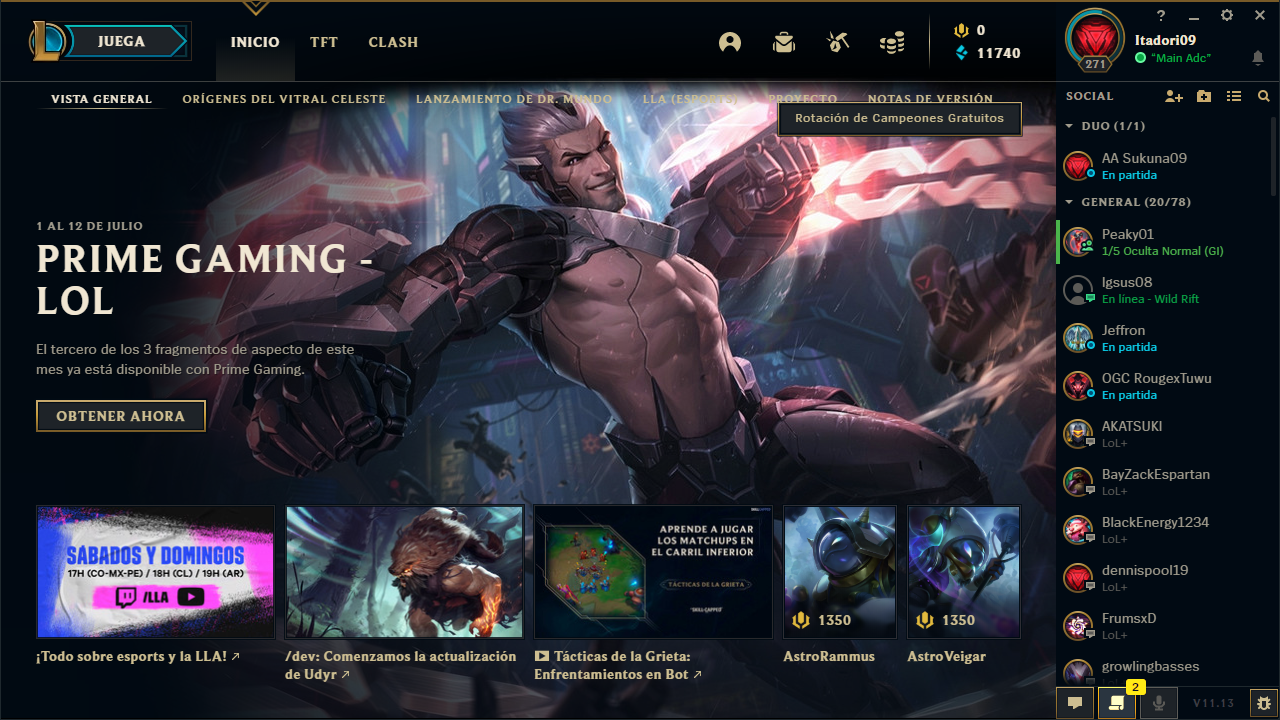 JUEGA
INICIO
TFT
CLASH
0
11740
?
271
Itadori09
"Main Adc"
VISTA GENERAL
ORÍGENES DEL VITRAL CELESTE
LANZAMIENTO DE DR. MUNDO
LLA (ESPORTS)
PROYECTO
NOTAS DE VERSIÓN
Rotación de Campeones Gratuitos
1 AL 12 DE JULIO
PRIME GAMING -
LOL
El tercero de los 3 fragmentos de aspecto de este
mes ya está disponible con Prime Gaming.
OBTENER AHORA
SÁBADOS Y DOMINGOS
17H (CO-MX-PE) / 18H (CL) / 19H (AR)
/LLA
¡Todo sobre esports y la LLA!
/dev: Comenzamos la actualización
de Udyr
SKILL CAPPED
APRENDE A JUGAR
LOS MATCHUPS EN
EL CARRIL INFERIOR
TÁCTICAS DE LA GRIETA
SKILL CAPPED
Tácticas de la Grieta:
Enfrentamientos en Bot
1350
AstroRammus
1350
AstroVeigar
SOCIAL
DUO (1/1)
AA Sukuna09
En partida
GENERAL (20/78)
Peaky01
1/5 Oculta Normal (GI)
Igsus08
En línea - Wild Rift
Jeffron
En partida
OGC RougexTuwu
En partida
AKATSUKI
LoL+
BayZackEspartan
LoL+
BlackEnergy1234
LoL+
dennispool19
LoL+
FrumsxD
LoL+
growlingbasses
LoL+
2
V11.13